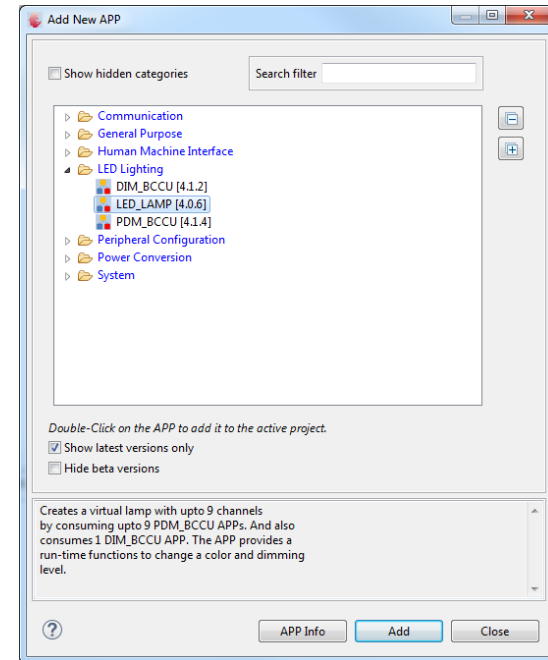 Add New APP
Show hidden categories
Search filter
Communication
General Purpose
Human Machine Interface
LED Lighting
DIM_BCCU [4.1.2]
LED_LAMP [4.0.6]
PDM_BCCU [4.1.4]
Peripheral Configuration
Power Conversion
System
Double-Click on the APP to add it to the active project.
Show latest versions only
Hide beta versions
Creates a virtual lamp with upto 9 channels
by consuming upto 9 PDM_BCCU APPs. And also
consumes 1 DIM_BCCU APP. The APP provides a
run-time functions to change a color and dimming
level.
APP Info
Add
Close